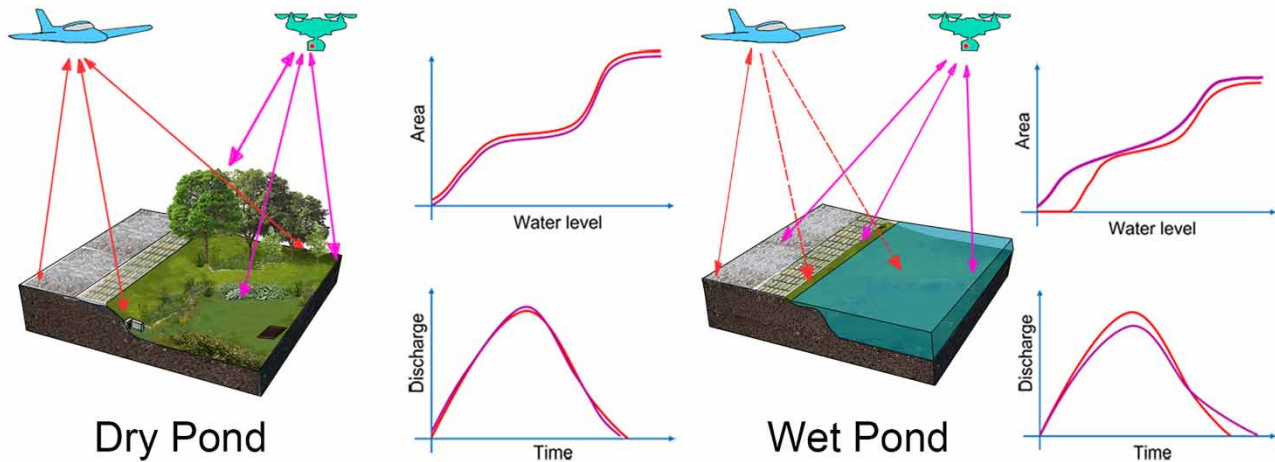 Area
Water level
Discharge
Time
Dry Pond
Area
Water level
Discharge
Time
Wet Pond